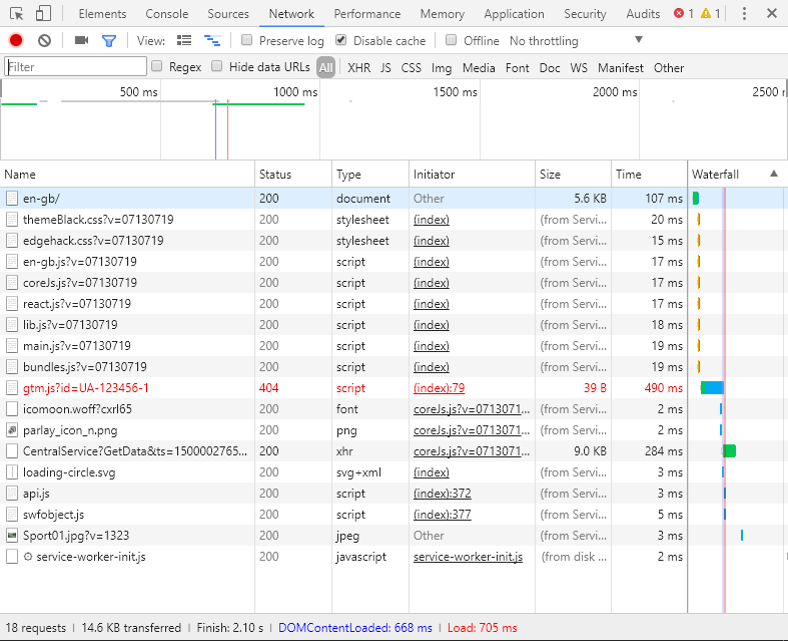 Elements Console Sources Network Performance Memory Application Security Audits 1 1
View: Preserve log Disable cache Offline No throttling
Filter Regex Hide data URLs All XHR JS CSS Img Media Font Doc WS Manifest Other
500 ms 1000 ms 1500 ms 2000 ms 2500 r
Name Status Type Initiator Size Time Waterfall
en-gb/ 200 document Other 5.6 KB 107 ms
themeBlack.css?v=07130719 200 stylesheet (index) (from Servi... 20 ms
edgehack.css?v=07130719 200 stylesheet (index) (from Servi... 15 ms
en-gb.js?v=07130719 200 script (index) (from Servi... 17 ms
coreJs.js?v=07130719 200 script (index) (from Servi... 17 ms
react.js?v=07130719 200 script (index) (from Servi... 17 ms
lib.js?v=07130719 200 script (index) (from Servi... 18 ms
main.js?v=07130719 200 script (index) (from Servi... 19 ms
bundles.js?v=07130719 200 script (index) (from Servi... 19 ms
gtm.js?id=UA-123456-1 404 script (index):79 39 B 490 ms
icomoon.woff?cxrl65 200 font coreJs.js?v=0713071... (from Servi... 2 ms
parlay_icon_n.png 200 png coreJs.js?v=0713071... (from Servi... 2 ms
CentralService?GetData&ts=1500002765... 200 xhr coreJs.js?v=0713071... 9.0 KB 284 ms
loading-circle.svg 200 svg+xml (index) (from Servi... 3 ms
api.js 200 script (index):372 (from Servi... 3 ms
swfobject.js 200 script (index):377 (from Servi... 5 ms
Sport01.jpg?v=1323 200 jpeg Other (from Servi... 3 ms
service-worker-init.js 200 javascript service-worker-init.js (from disk ... 2 ms
18 requests | 14.6 KB transferred | Finish: 2.10 s | DOMContentLoaded: 668 ms | Load: 705 ms